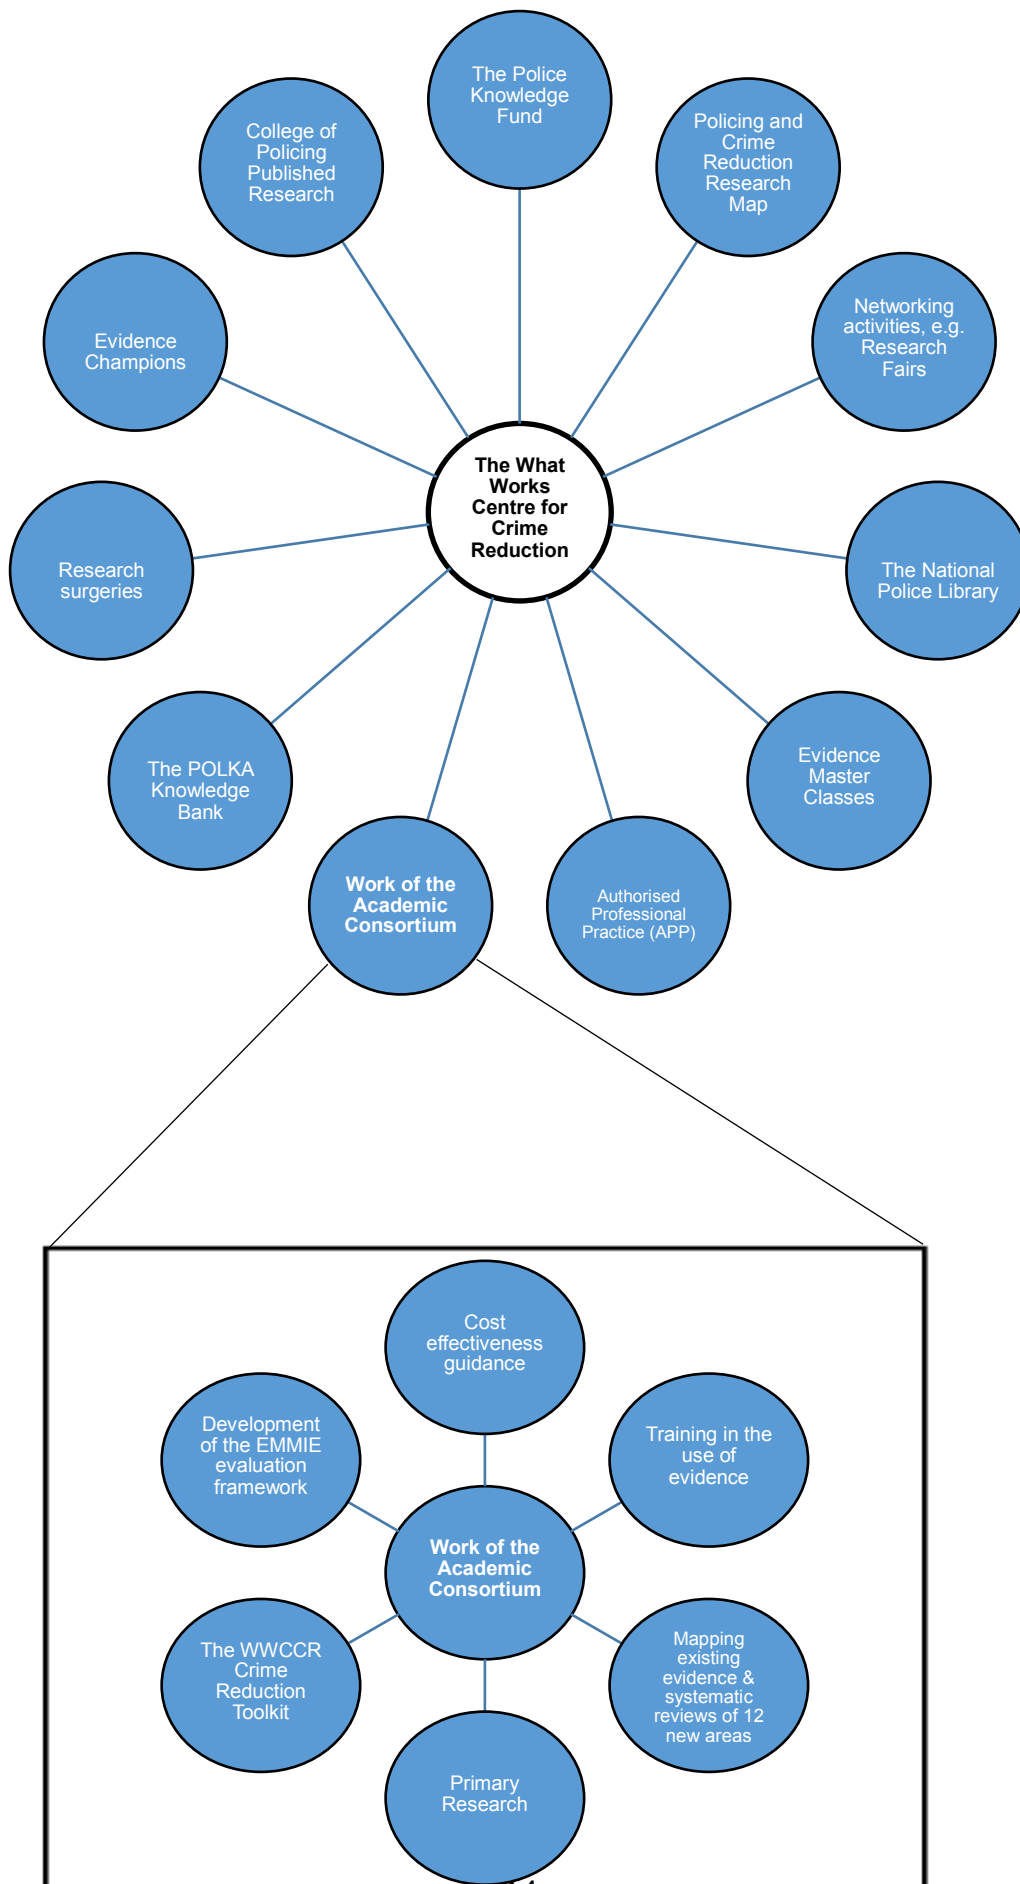 The Police
Knowledge
Fund
College of
Policing
Published
Research
Policing and
Crime
Reduction
Research
Map
Evidence
Champions
Networking
activities, e.g.
Research
Fairs
The What
Works
Centre for
Crime
Reduction
Research
surgeries
The National
Police Library
The POLKA
Knowledge
Bank
Evidence
Master
Classes
Work of the
Academic
Consortium
Authorised
Professional
Practice (APP)
Cost
effectiveness
guidance
Development
of the EMMIE
evaluation
framework
Training in the
use of
evidence
Work of the
Academic
Consortium
The WWCCR
Crime
Reduction
Toolkit
Mapping
existing
evidence &
systematic
reviews of 12
new areas
Primary
Research